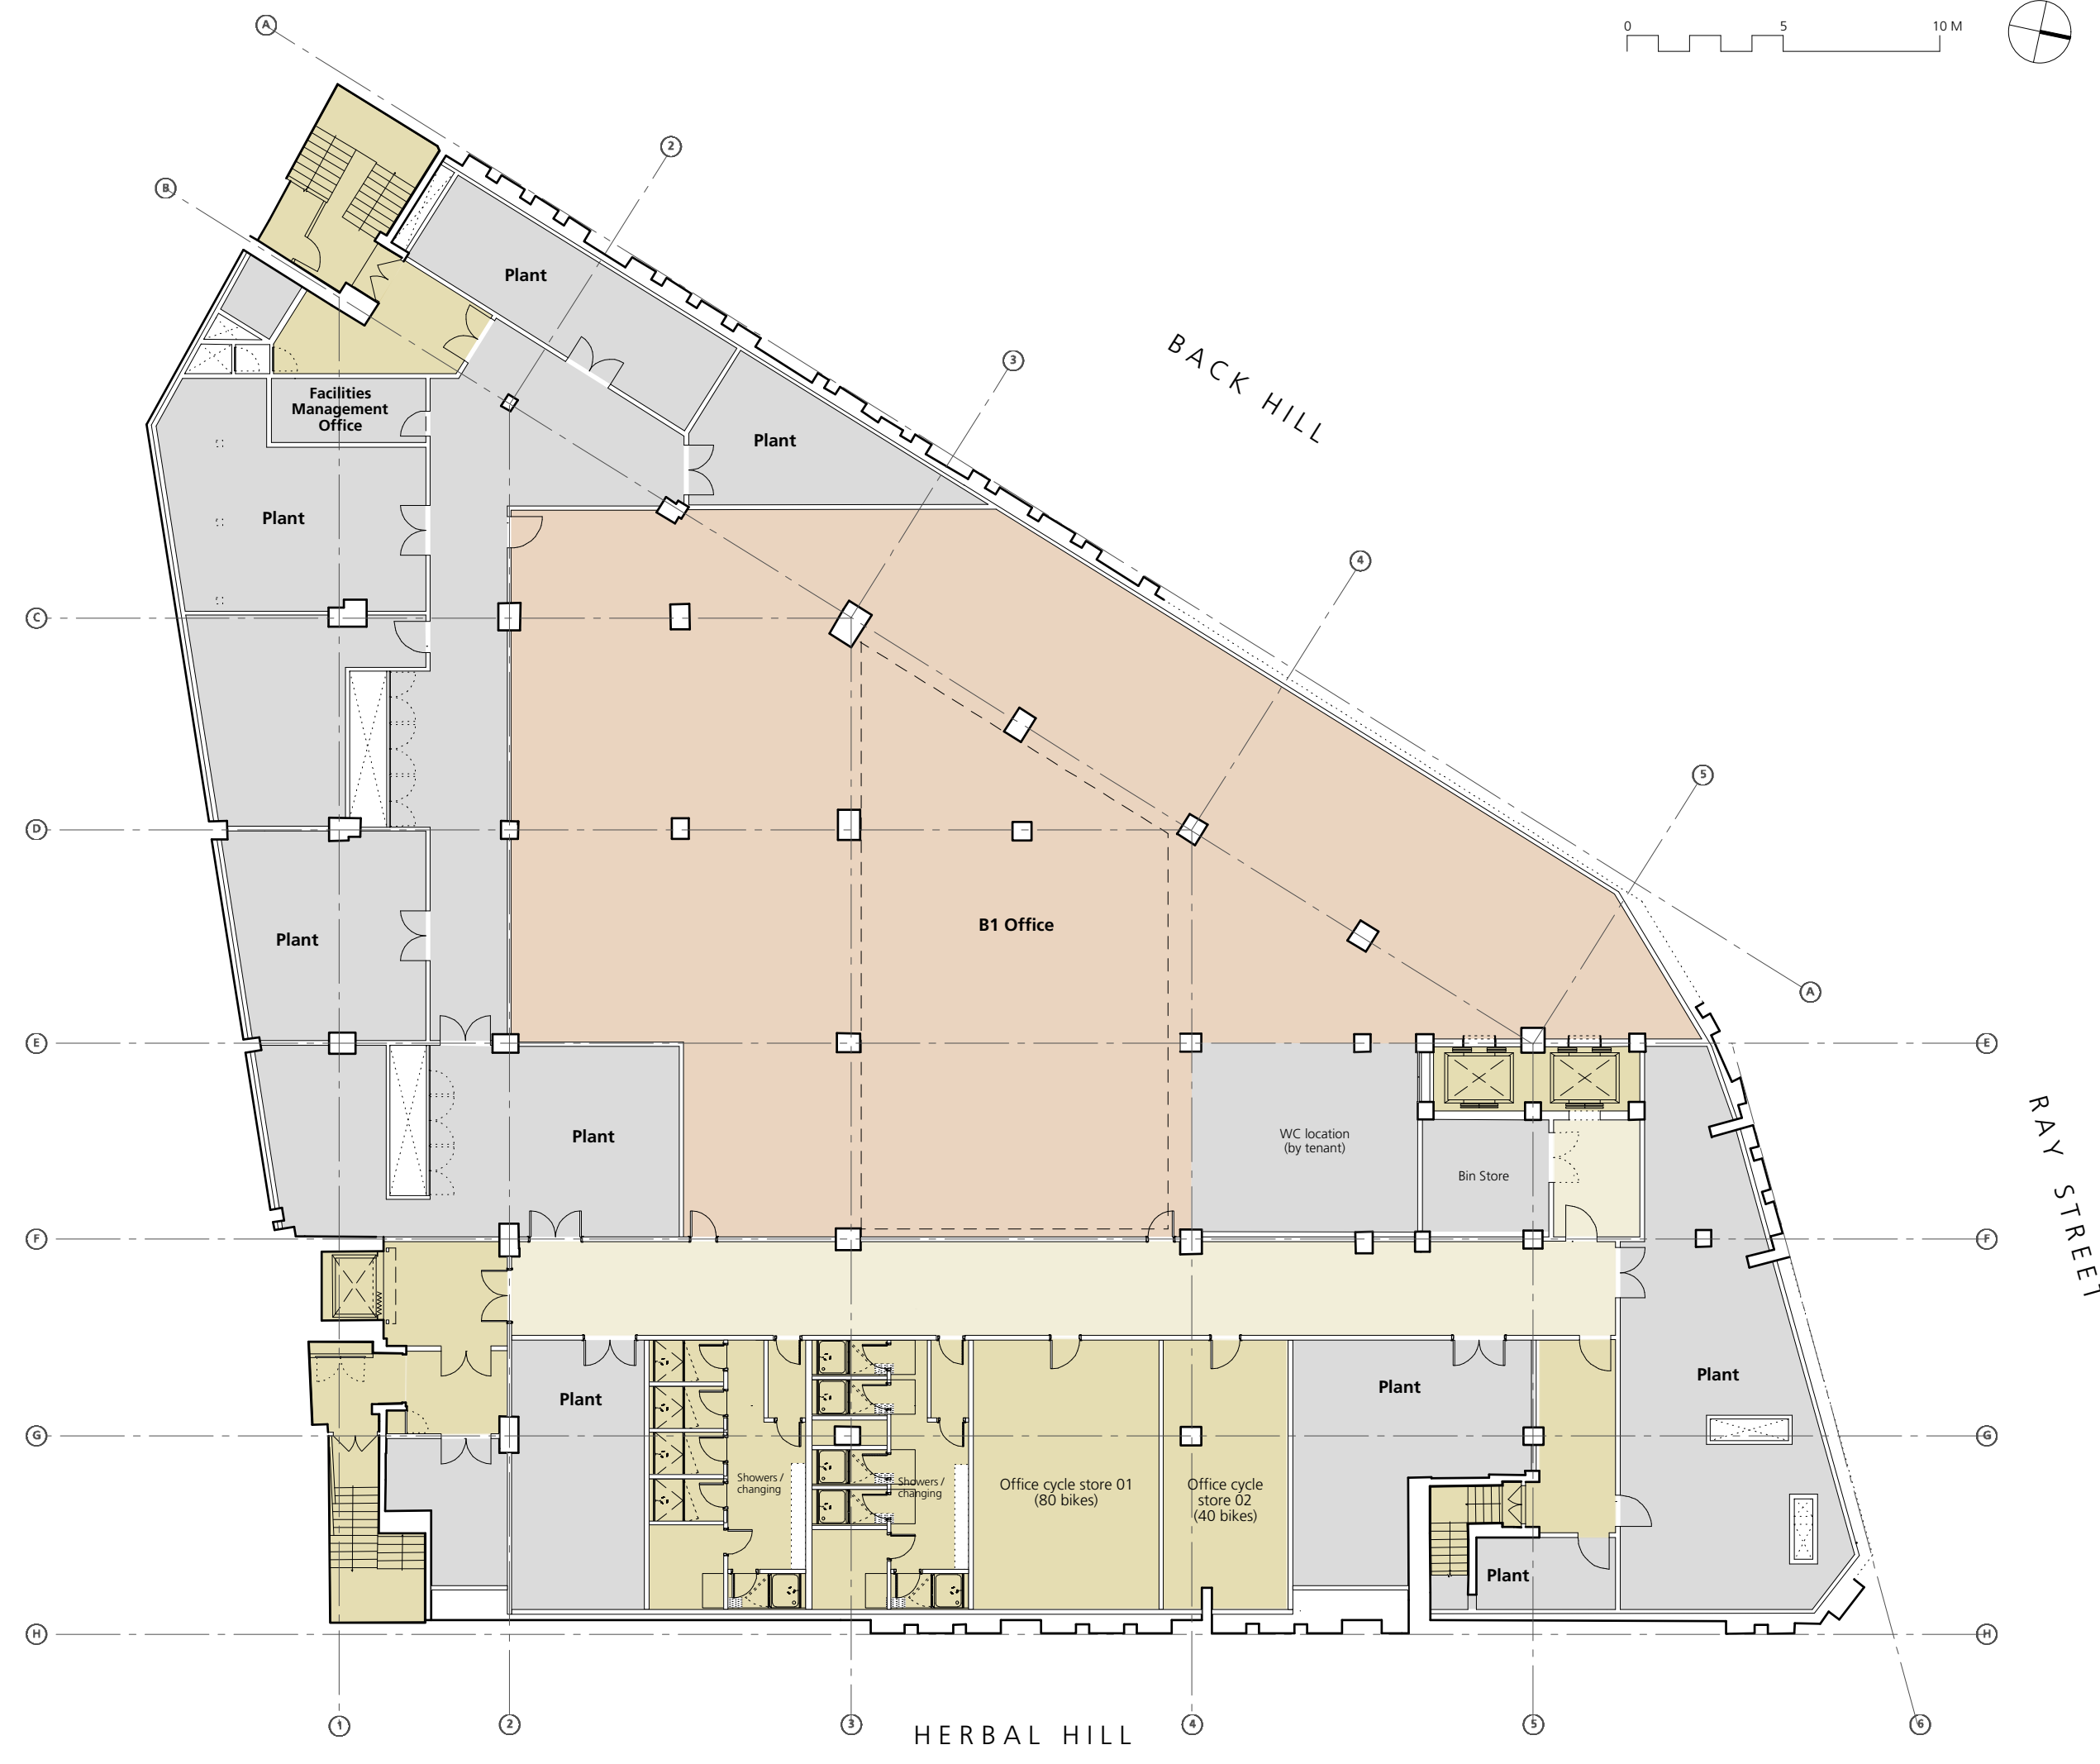 A
0 5 10 M
2
B
Plant
BACK HILL
3
Facilities
Management
Office
Plant
Plant
4
C
5
D
B1 Office
Plant
A
E
E
RAY STREET
Plant
WC location
(by tenant)
Bin Store
F
F
Plant
Plant
Plant
G
G
Showers /
changing
Showers /
changing
Office cycle store 01
(80 bikes)
Office cycle
store 02
(40 bikes)
Plant
H
H
1
2
3
4
5
6
HERBAL HILL